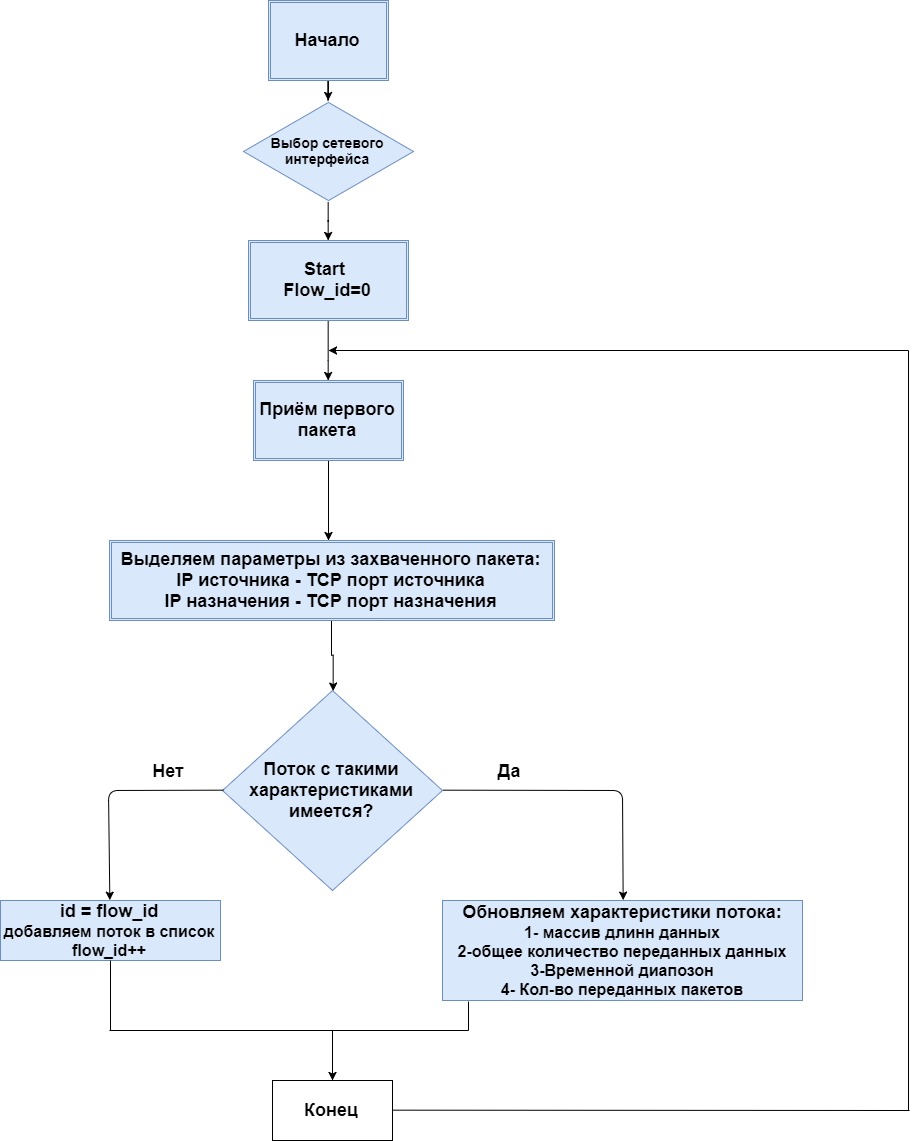 Начало
Выбор сетевого
интерфейса
Start
Flow_id=0
Приём первого
пакета
Выделяем параметры из захваченного пакета:
IP источника - TCP порт источника
IP назначения - TCP порт назначения
Нет
Поток с такими
характеристиками
имеется?
Да
id = flow_id
добавляем поток в список
flow_id++
Обновляем характеристики потока:
1- массив длинн данных
2-общее количество переданных данных
3-Временной диапозон
4- Кол-во переданных пакетов
Конец